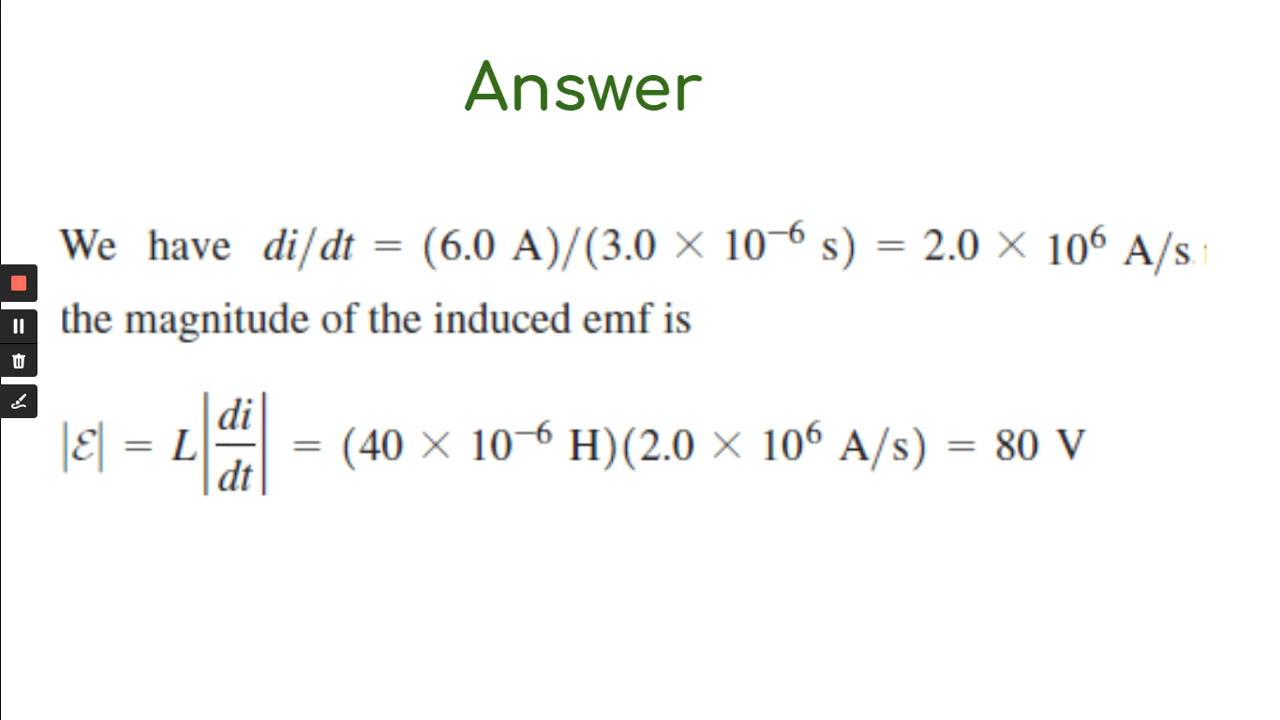 Answer
We have di/dt = (6.0 A)/(3.0 × 10⁻⁶ s) = 2.0 × 10⁶ A/s.
the magnitude of the induced emf is
|ℰ| = L|di/dt| = (40 × 10⁻⁶ H)(2.0 × 10⁶ A/s) = 80 V